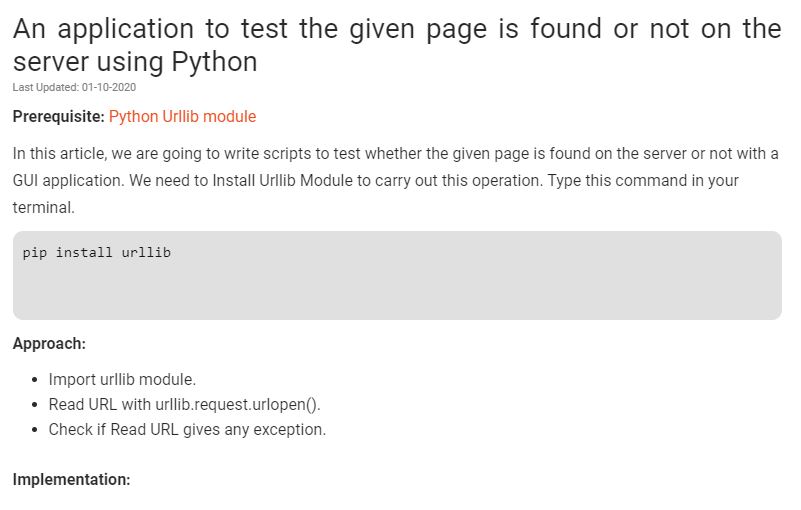 An application to test the given page is found or not on the
server using Python
Last Updated: 01-10-2020
Prerequisite: Python Urllib module
In this article, we are going to write scripts to test whether the given page is found on the server or not with a
GUI application. We need to Install Urllib Module to carry out this operation. Type this command in your
terminal.
pip install urllib
Approach:
• Import urllib module.
• Read URL with urllib.request.urlopen().
• Check if Read URL gives any exception.
Implementation: